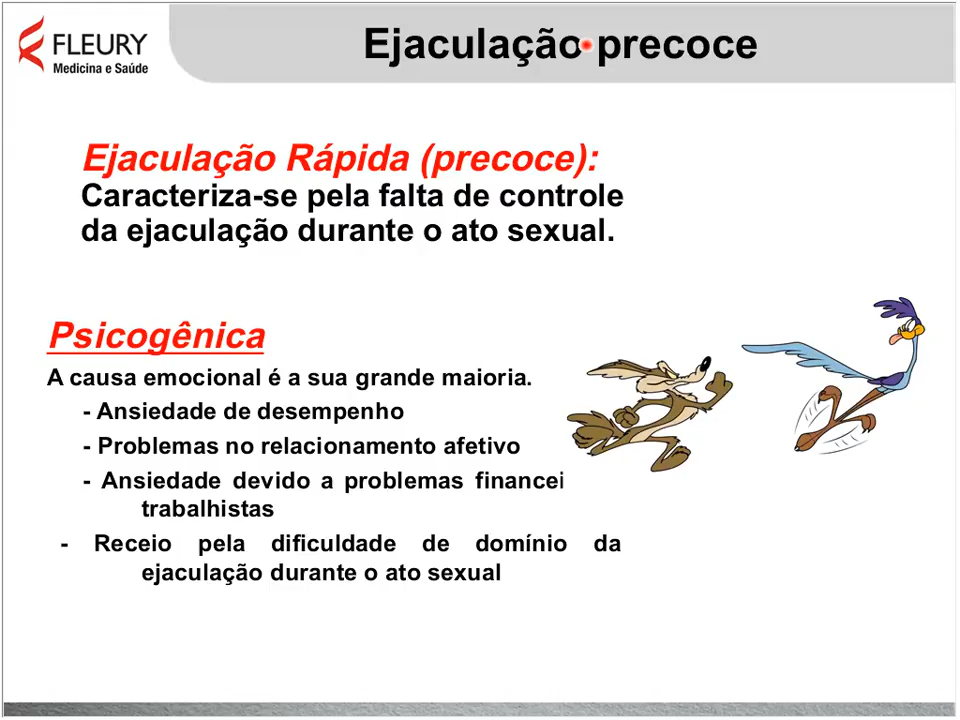 FLEURY
Medicina e Saúde
Ejaculação precoce
Ejaculação Rápida (precoce):
Caracteriza-se pela falta de controle
da ejaculação durante o ato sexual.
Psicogênica
A causa emocional é a sua grande maioria.
- Ansiedade de desempenho
- Problemas no relacionamento afetivo
- Ansiedade devido a problemas
trabalhistas
- Receio pela dificuldade de domínio da
ejaculação durante o ato sexual